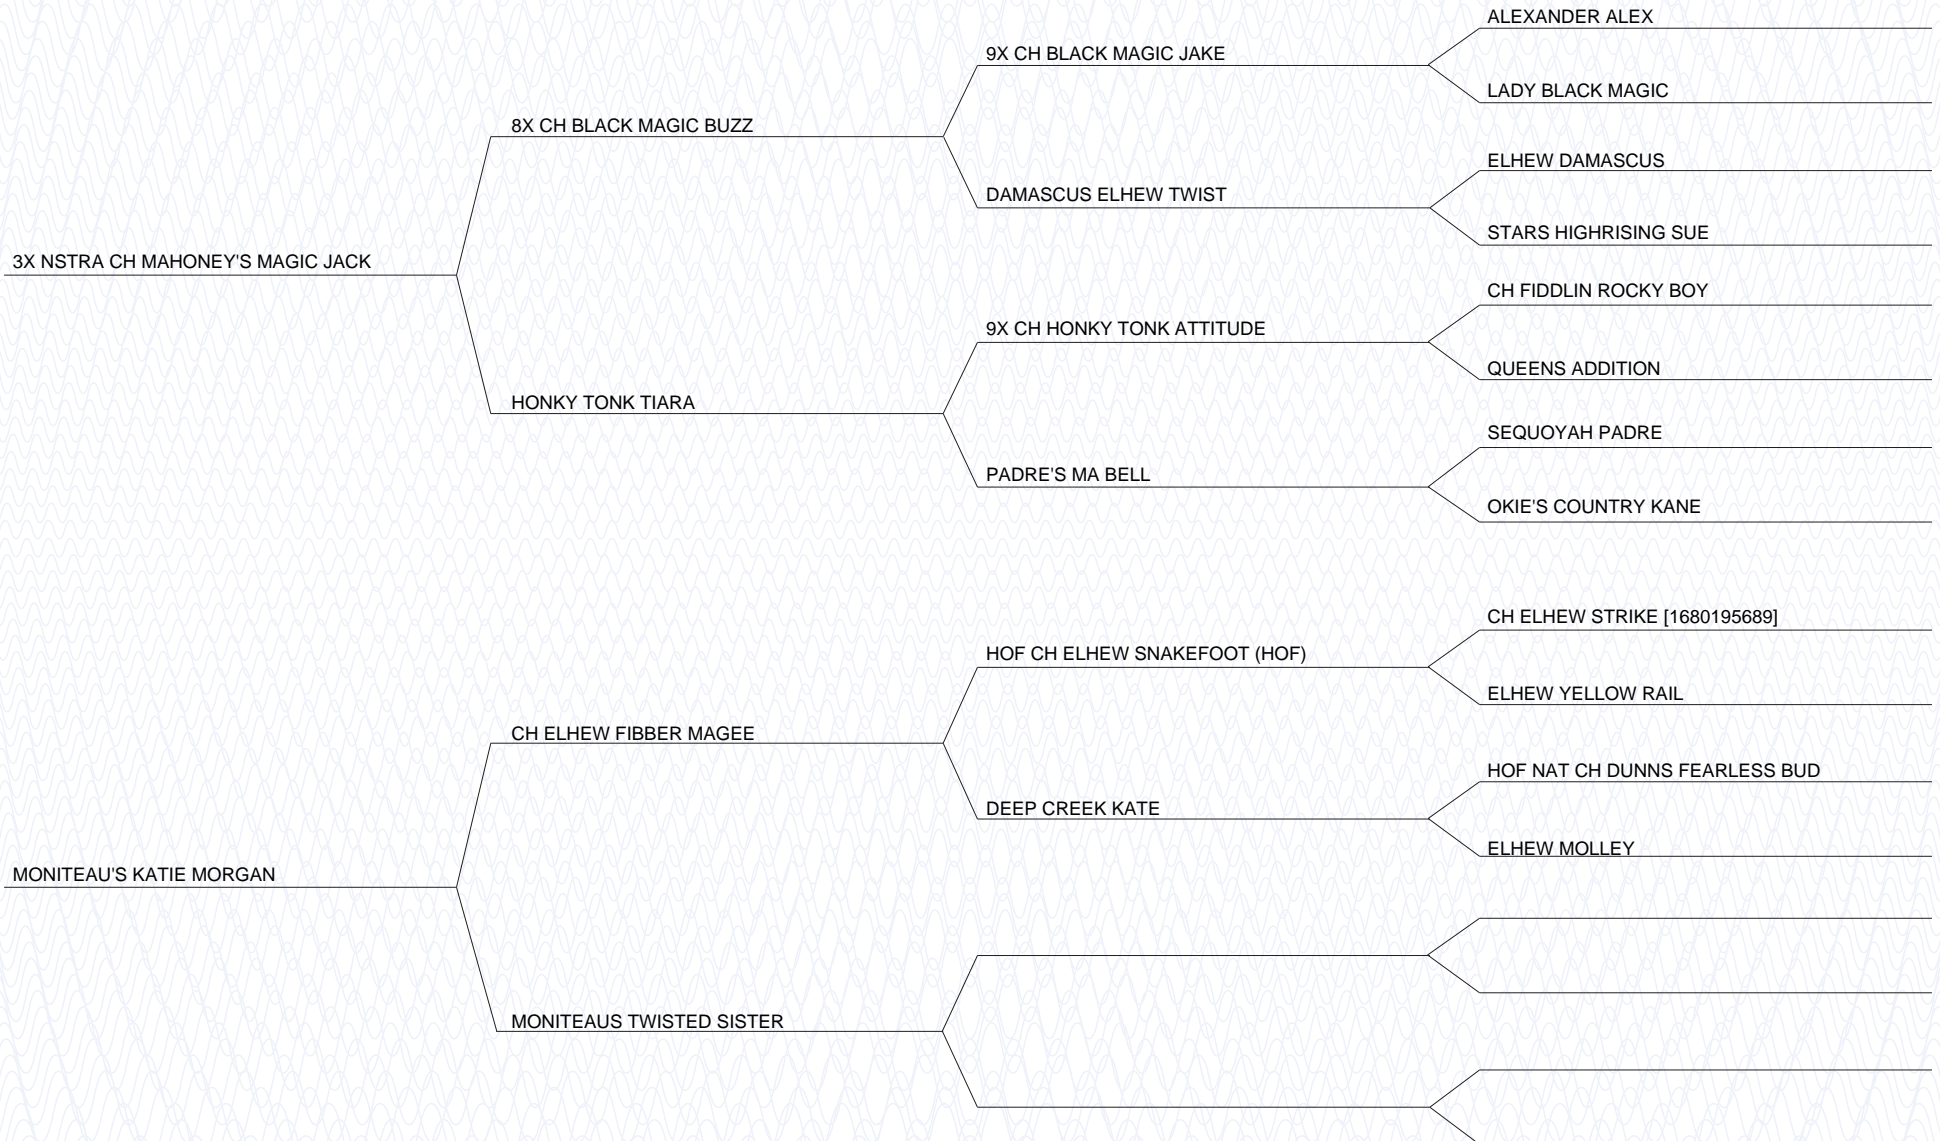 3X NSTRA CH MAHONEY'S MAGIC JACK
8X CH BLACK MAGIC BUZZ
9X CH BLACK MAGIC JAKE
ALEXANDER ALEX
LADY BLACK MAGIC
DAMASCUS ELHEW TWIST
ELHEW DAMASCUS
STARS HIGHRISING SUE
HONKY TONK TIARA
9X CH HONKY TONK ATTITUDE
CH FIDDLIN ROCKY BOY
QUEENS ADDITION
PADRE'S MA BELL
SEQUOYAH PADRE
OKIE'S COUNTRY KANE
MONITEAU'S KATIE MORGAN
CH ELHEW FIBBER MAGEE
HOF CH ELHEW SNAKEFOOT (HOF)
CH ELHEW STRIKE [1680195689]
ELHEW YELLOW RAIL
DEEP CREEK KATE
HOF NAT CH DUNNS FEARLESS BUD
ELHEW MOLLEY
MONITEAUS TWISTED SISTER